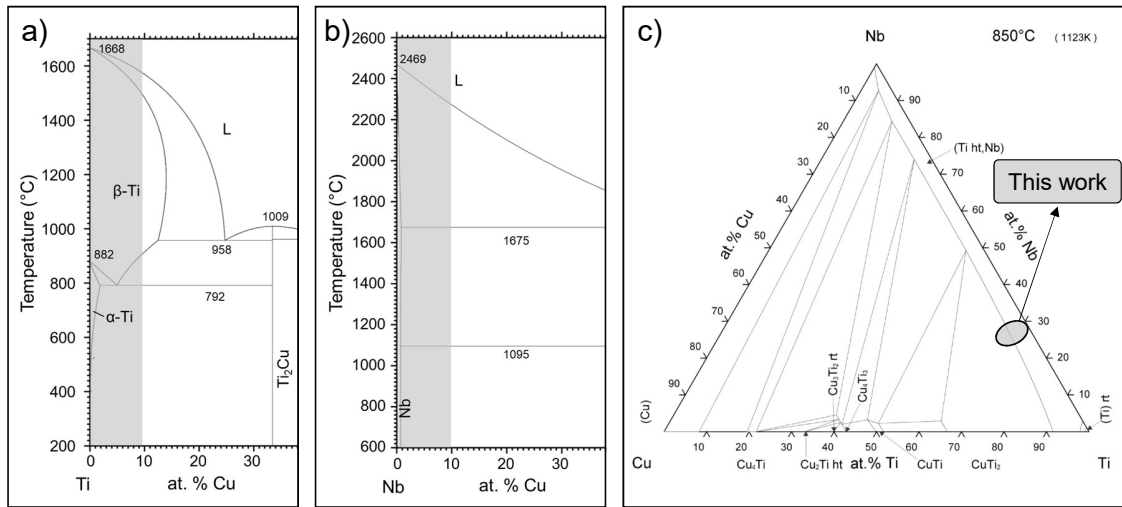 a)
1668
1600
1400
1200
1000
800
600
400
200
Temperature (°C)
L
β-Ti
1009
958
882
792
α-Ti
Ti₂Cu
0
10
20
30
Ti
at. % Cu
b)
2600
2400
2200
2000
1800
1600
1400
1200
1000
800
600
Temperature (°C)
2469
L
1675
1095
Nb
0
10
20
30
Nb
at. % Cu
c)
Nb
850°C (1123K)
10
20
30
40
50
60
70
80
90
at.% Cu
90
80
70
60
50
40
30
20
10
at.% Nb
(Ti ht,Nb)
This work
Cu₃Ti₂ rt
Cu₄Ti₃
(Cu)
(Ti) rt
10
20
30
40
50
60
70
80
90
Cu
Cu₄Ti
Cu₂Ti ht
at.% Ti
CuTi
CuTi₂
Ti